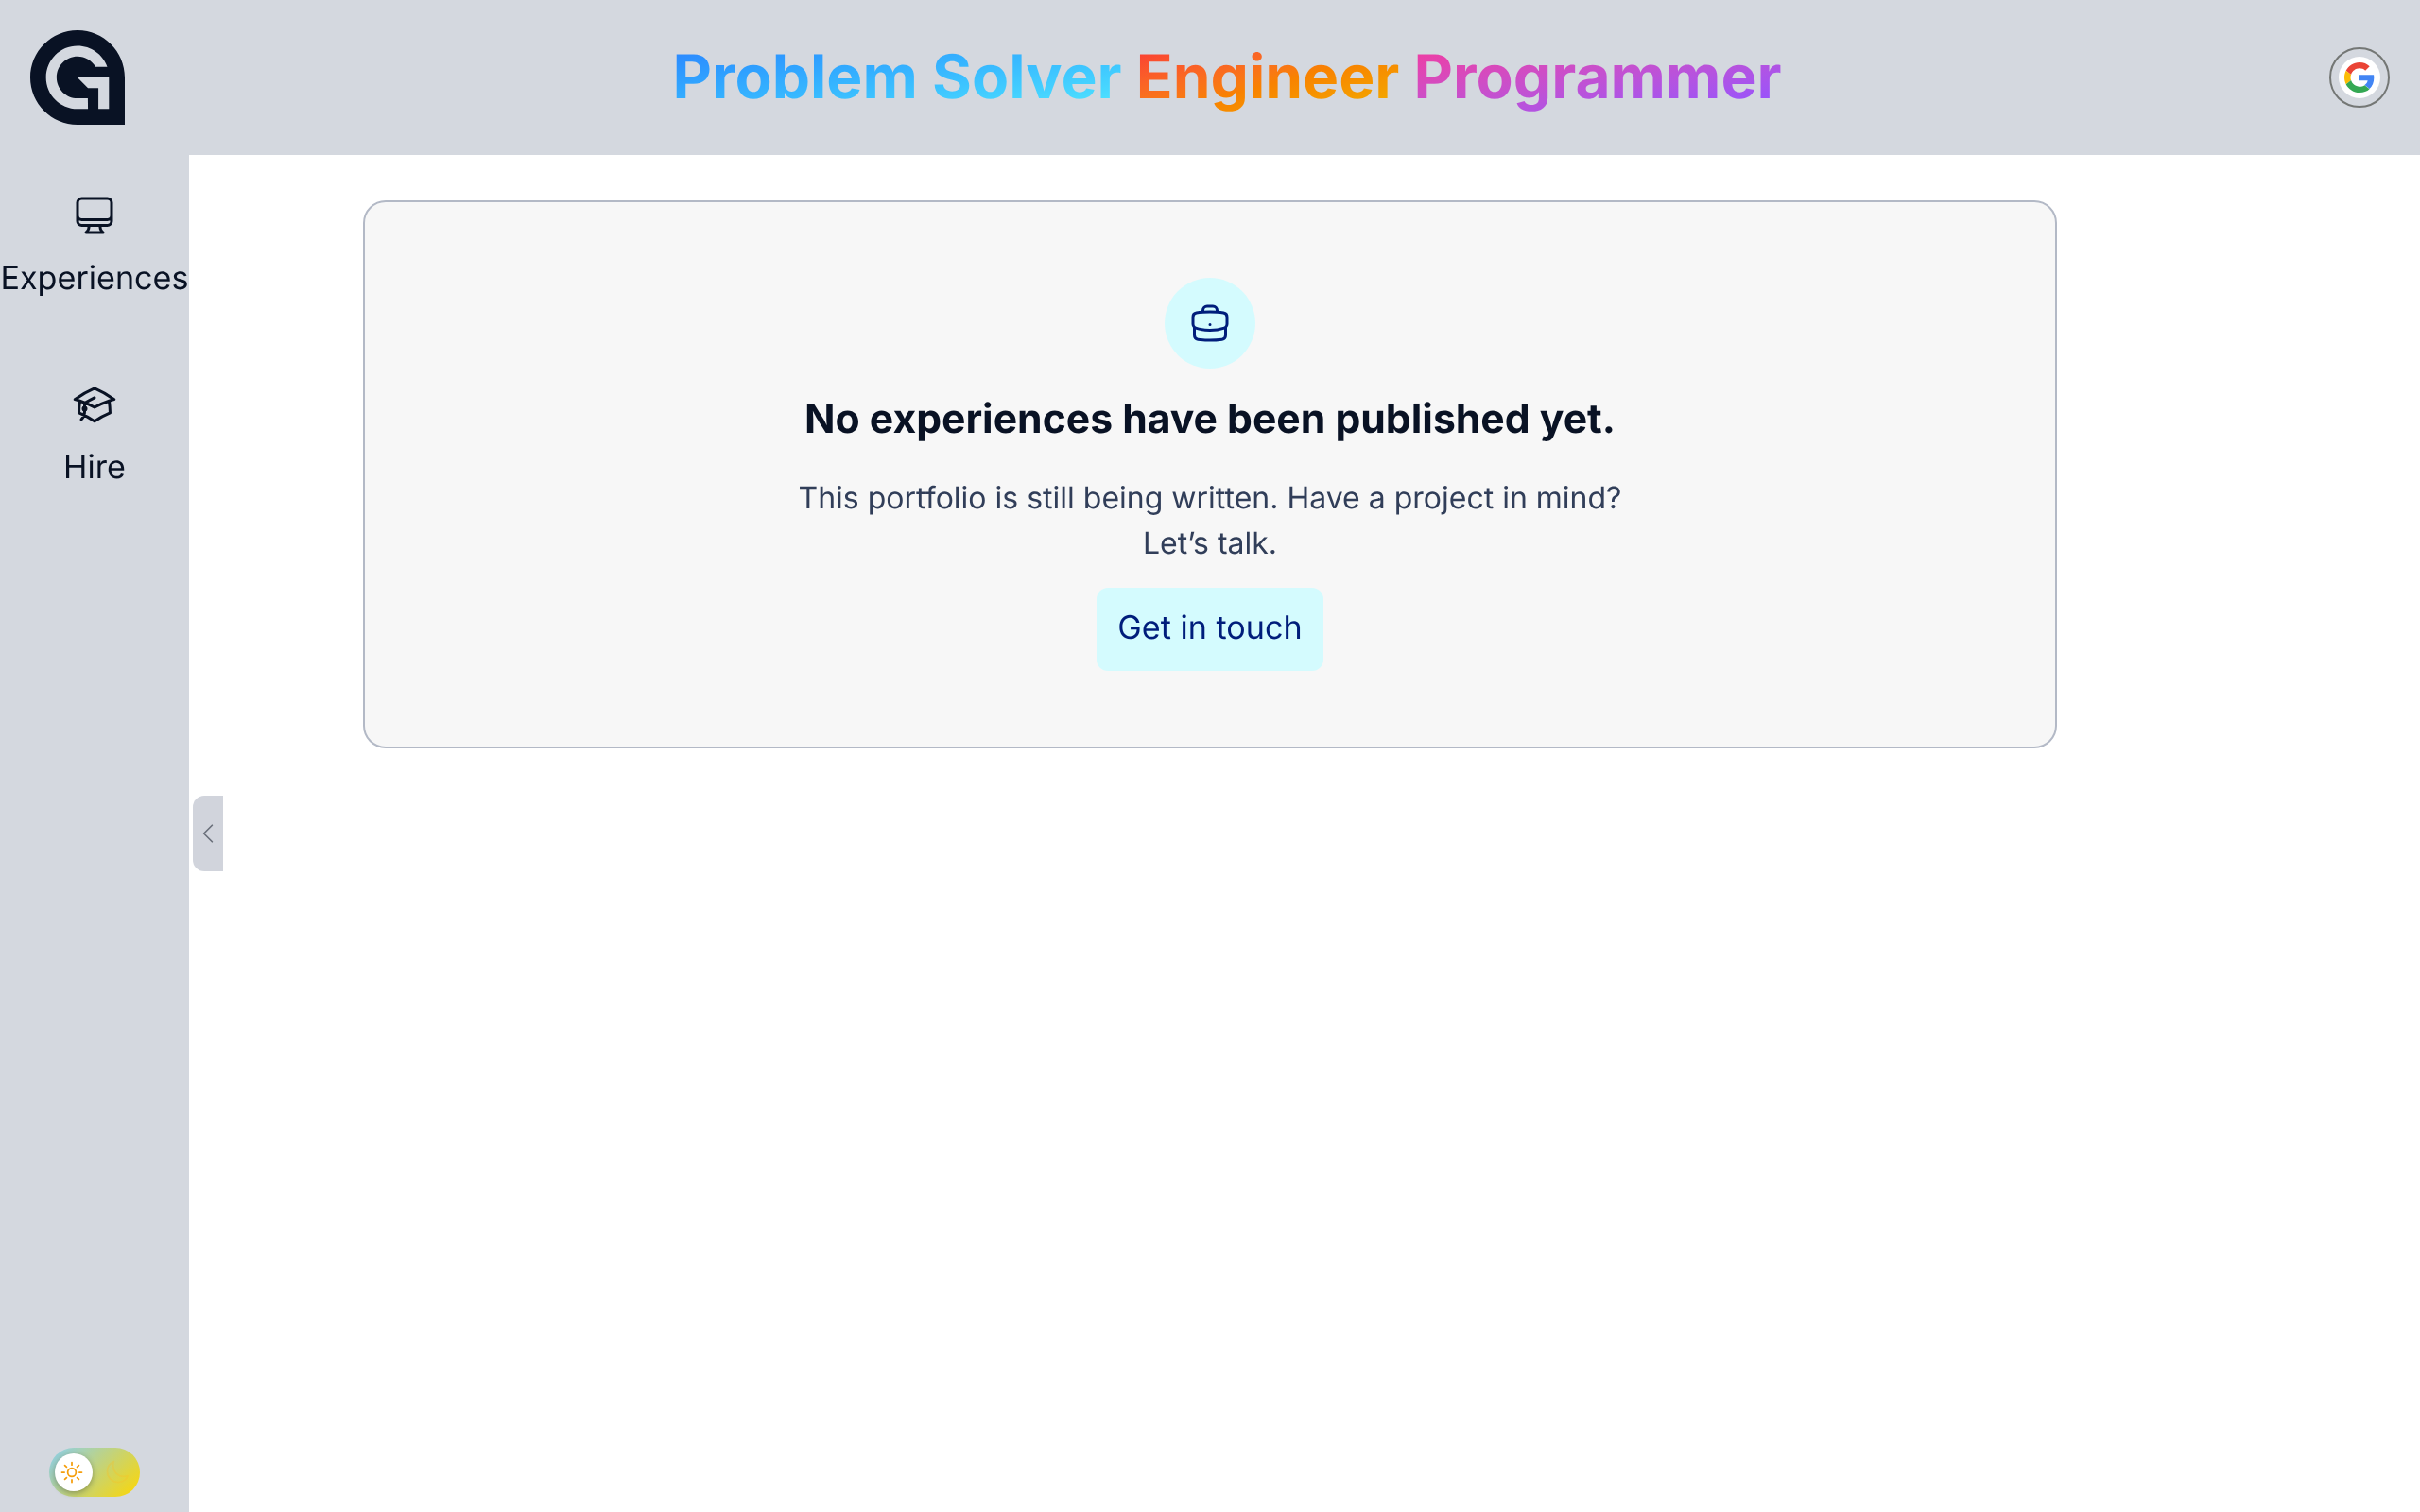 Problem Solver Engineer Programmer
Experiences
Hire
No experiences have been published yet.
This portfolio is still being written. Have a project in mind?
Let’s talk.
Get in touch